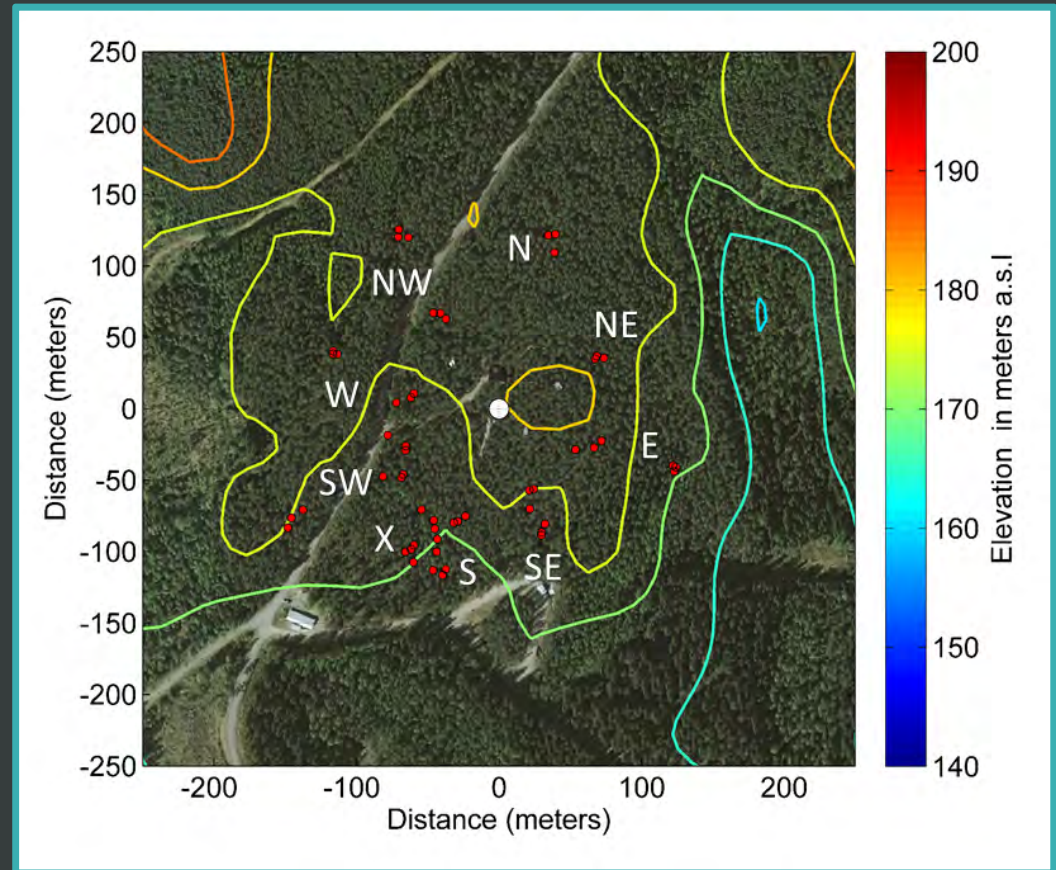 250
200
150
100
50
0
-50
-100
-150
-200
-250
Distance (meters)
-200
-100
0
100
200
Distance (meters)
N
NW
NE
W
E
SW
X
S
SE
200
190
180
170
160
150
140
Elevation in meters a.s.l